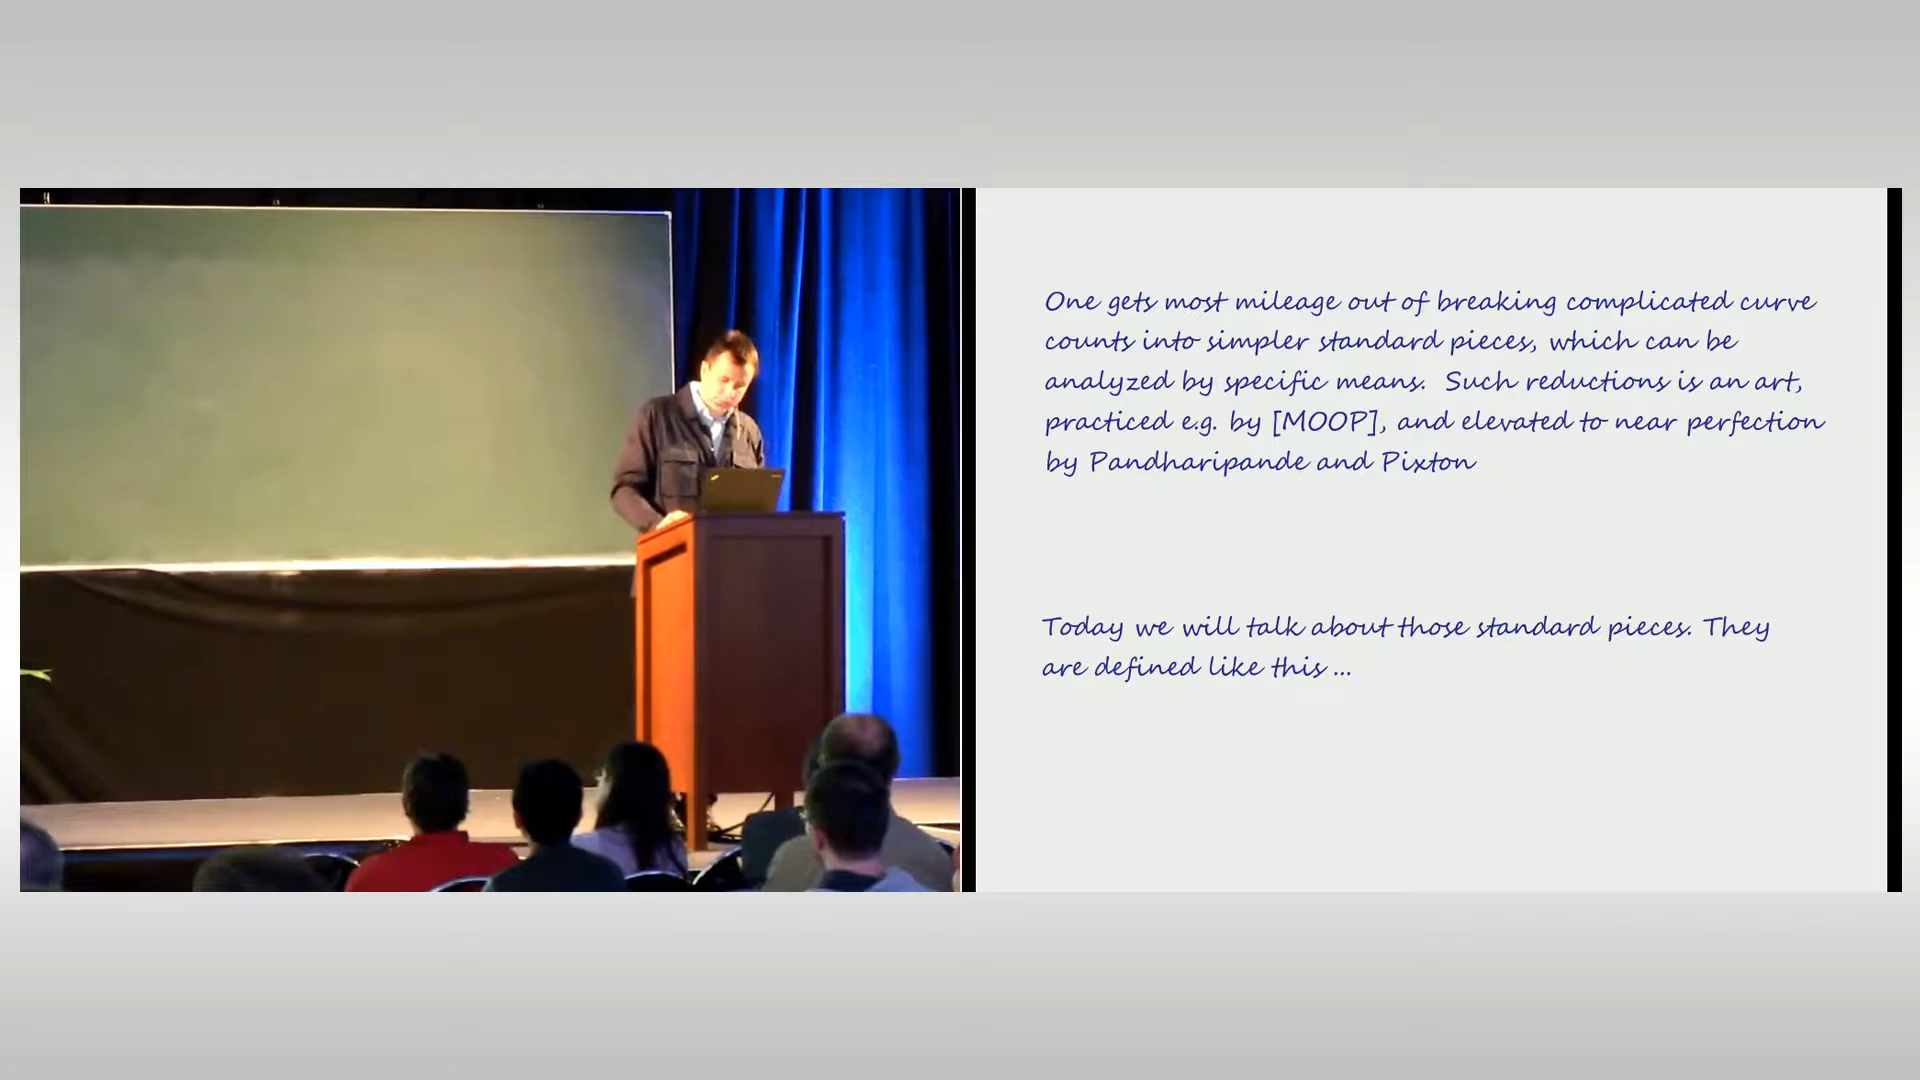 One gets most mileage out of breaking complicated curve
counts into simpler standard pieces, which can be
analyzed by specific means. Such reductions is an art,
practiced e.g. by [MOOP], and elevated to near perfection
by Pandharipande and Pixton
Today we will talk about those standard pieces. They
are defined like this ...